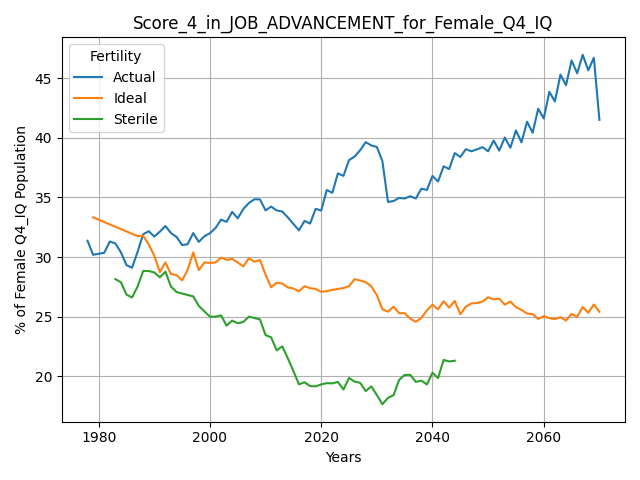 Score_4_in_JOB_ADVANCEMENT_for_Female_Q4_IQ
Fertility
Actual
Ideal
Sterile
% of Female Q4_IQ Population
45
40
35
30
25
20
1980
2000
2020
2040
2060
Years